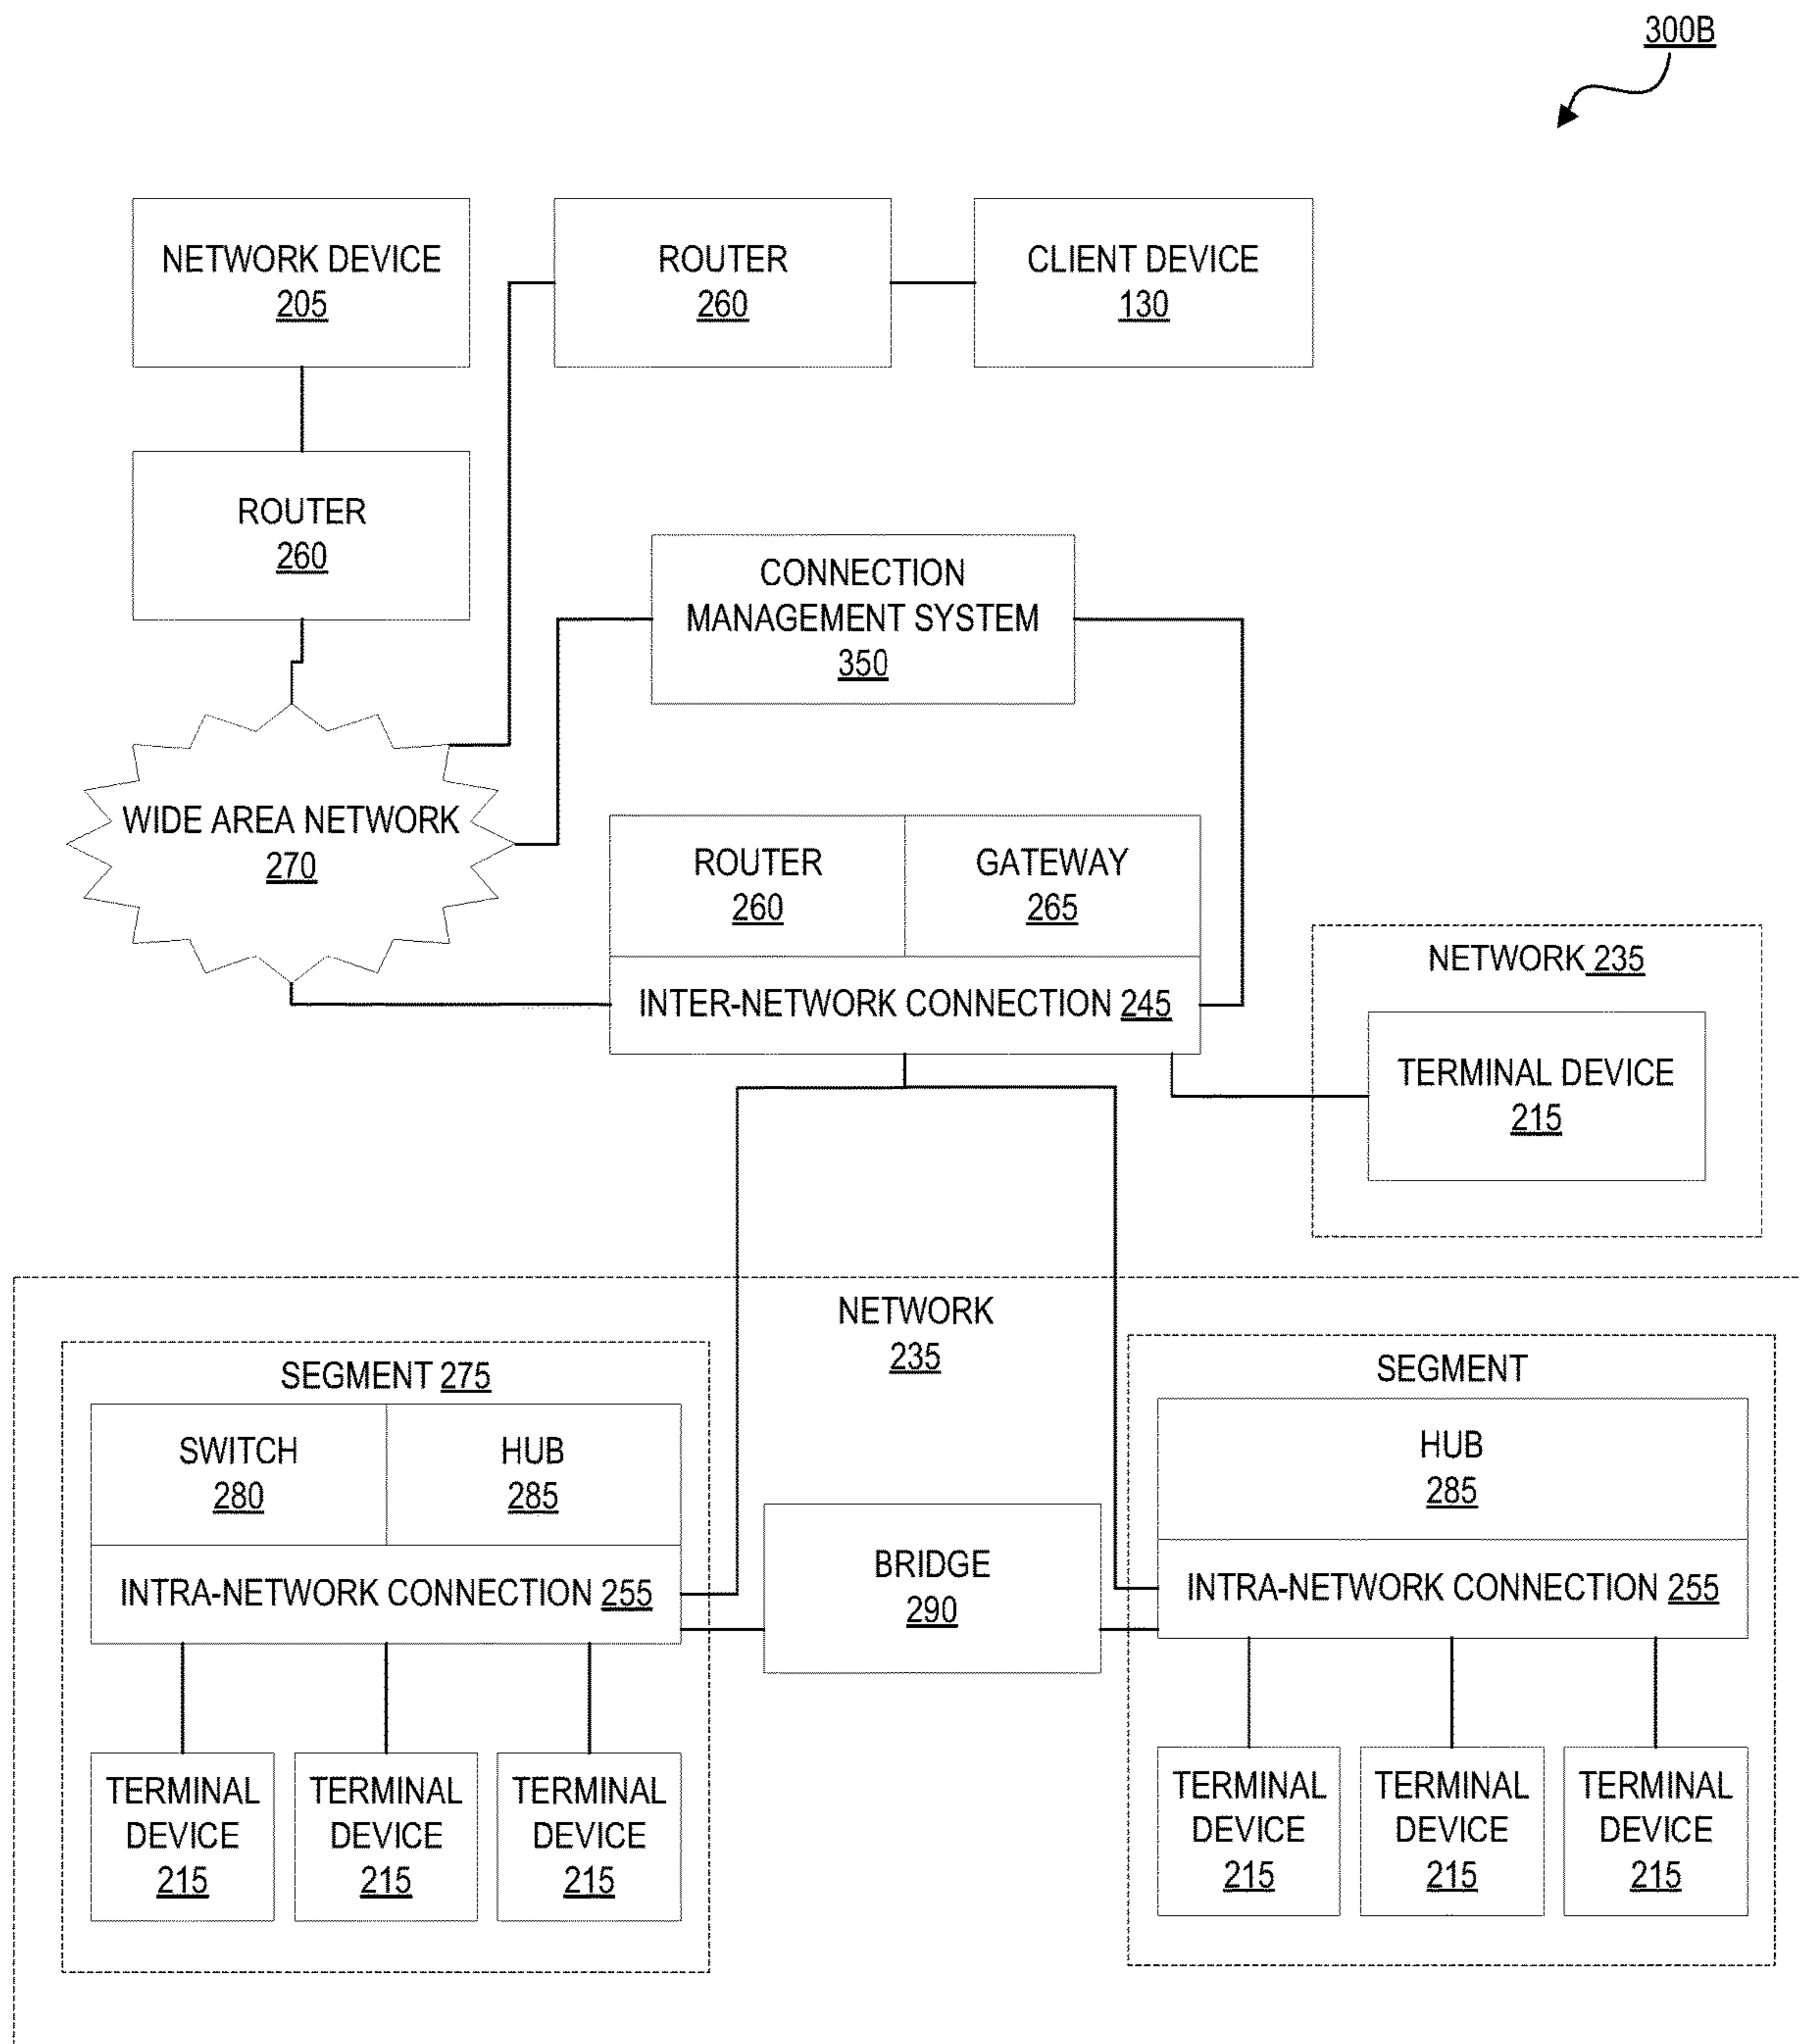 300B
NETWORK DEVICE
205
ROUTER
260
CLIENT DEVICE
130
ROUTER
260
CONNECTION
MANAGEMENT SYSTEM
350
WIDE AREA NETWORK
270
ROUTER
260
GATEWAY
265
INTER-NETWORK CONNECTION 245
NETWORK 235
TERMINAL DEVICE
215
NETWORK
235
SEGMENT 275
SWITCH
280
HUB
285
INTRA-NETWORK CONNECTION 255
TERMINAL
DEVICE
215
TERMINAL
DEVICE
215
TERMINAL
DEVICE
215
BRIDGE
290
SEGMENT
HUB
285
INTRA-NETWORK CONNECTION 255
TERMINAL
DEVICE
215
TERMINAL
DEVICE
215
TERMINAL
DEVICE
215